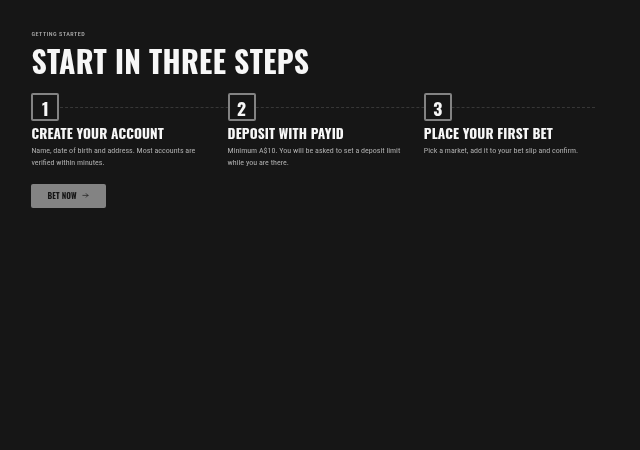 GETTING STARTED
START IN THREE STEPS
1
CREATE YOUR ACCOUNT
Name, date of birth and address. Most accounts are
verified within minutes.
2
DEPOSIT WITH PAYID
Minimum A$10. You will be asked to set a deposit limit
while you are there.
3
PLACE YOUR FIRST BET
Pick a market, add it to your bet slip and confirm.
BET NOW →